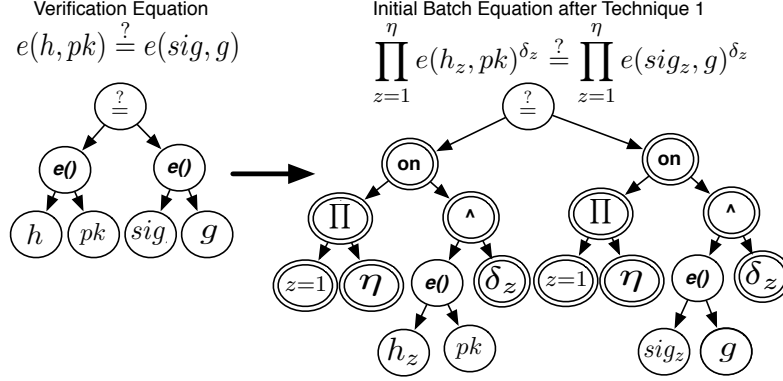 Verification Equation
e(h, pk) ≟ e(sig, g)
≟
e() e()
h pk sig g
Initial Batch Equation after Technique 1
η η
∏ e(h_z, pk)^{δ_z} ≟ ∏ e(sig_z, g)^{δ_z}
z=1 z=1
≟
on on
∏ ^ ∏ ^
z=1 η e() δ_z z=1 η e() δ_z
h_z pk sig_z g